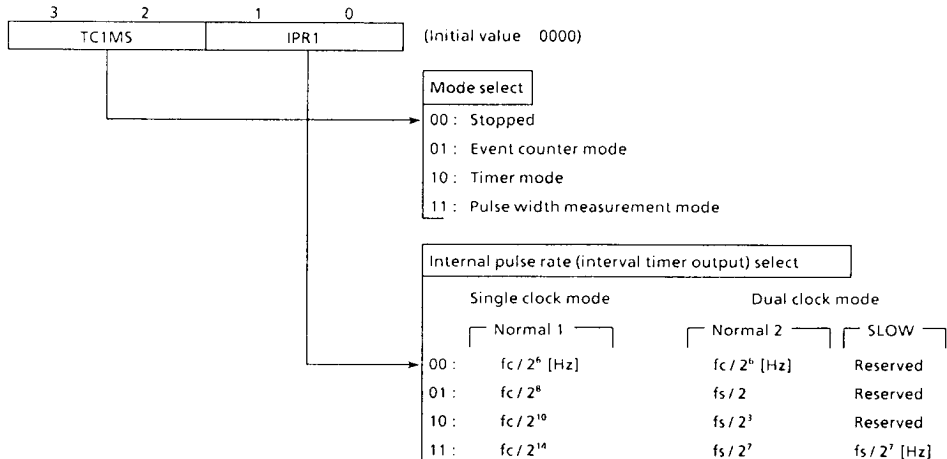 3 2 1 0
TC1MS IPR1 (Initial value 0000)
Mode select
00 : Stopped
01 : Event counter mode
10 : Timer mode
11 : Pulse width measurement mode
Internal pulse rate (interval timer output) select
Single clock mode Dual clock mode
Normal 1 Normal 2 SLOW
00 : fc / 2⁶ [Hz] fc / 2⁶ [Hz] Reserved
01 : fc / 2⁸ fs / 2 Reserved
10 : fc / 2¹⁰ fs / 2³ Reserved
11 : fc / 2¹⁴ fs / 2⁷ fs / 2⁷ [Hz]